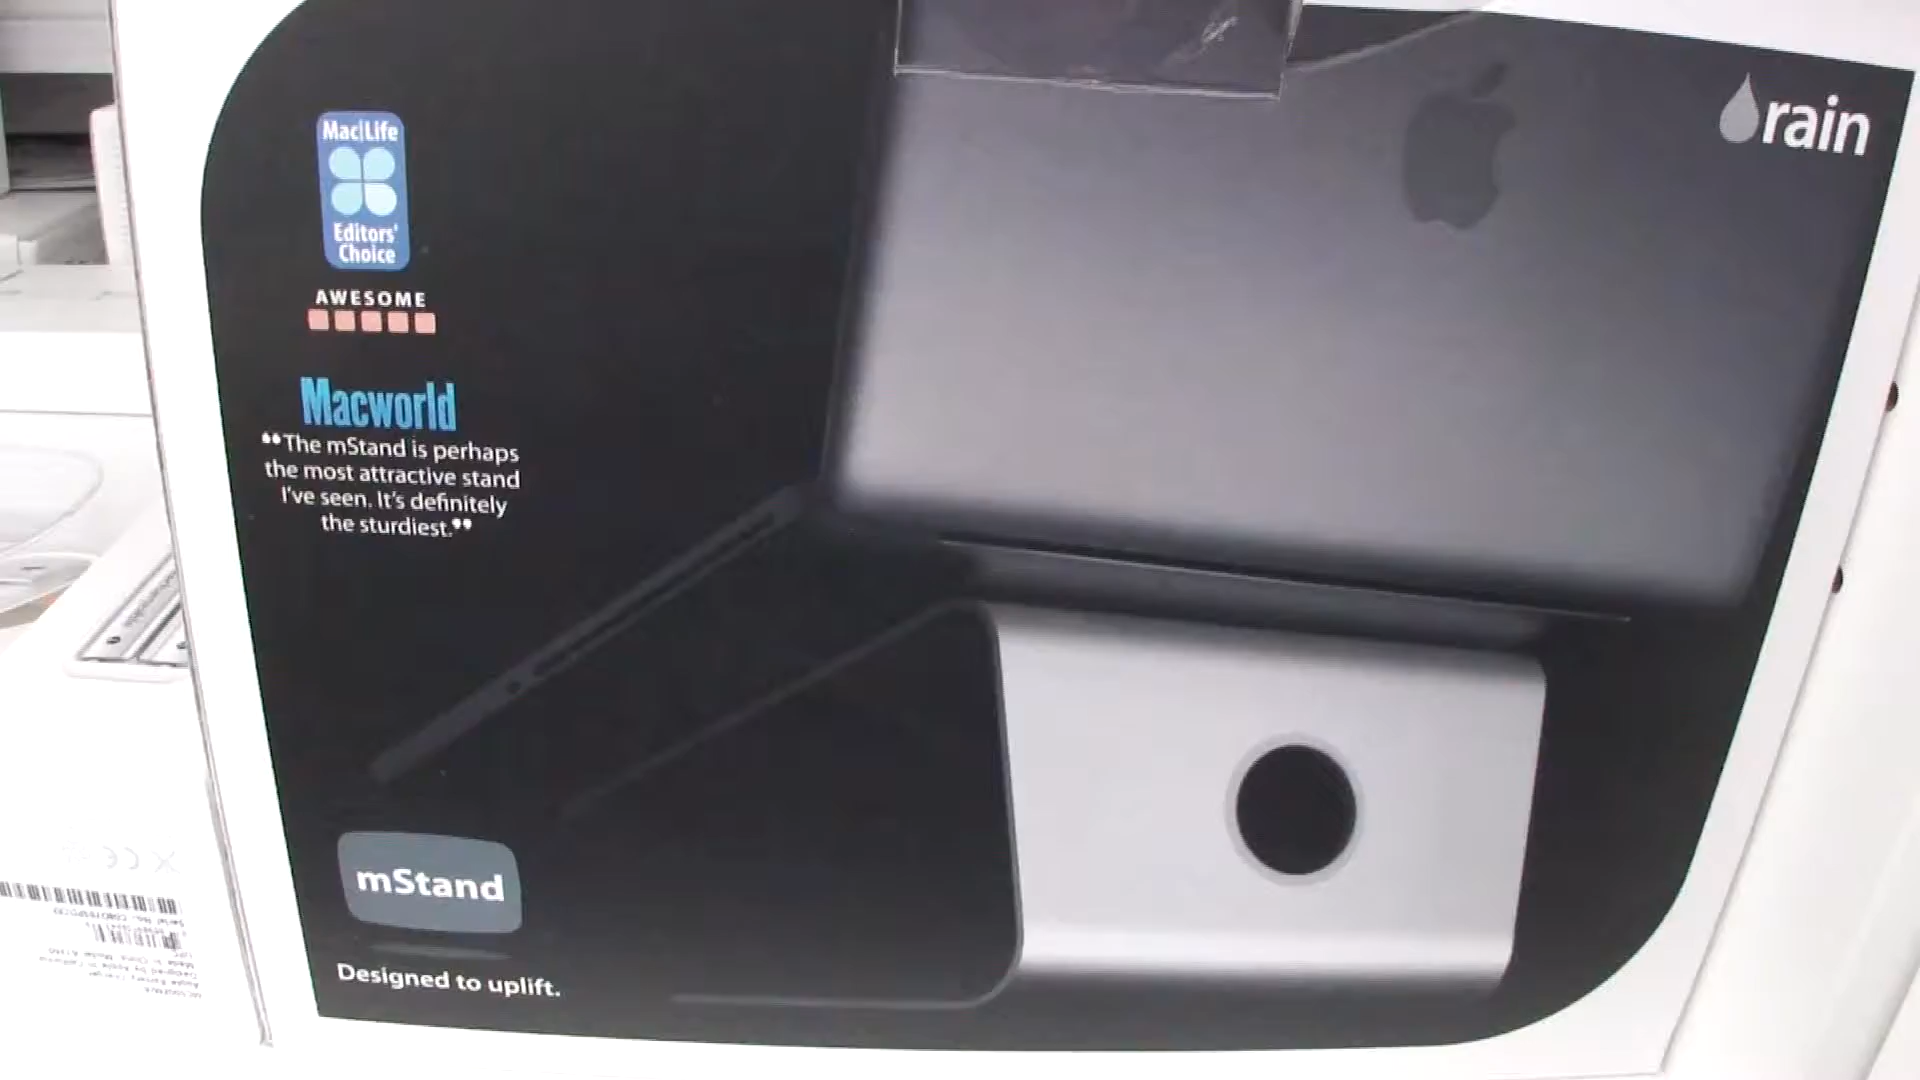 Mac|Life
Editors'
Choice
AWESOME
Macworld
“The mStand is perhaps
the most attractive stand
I've seen. It's definitely
the sturdiest.”
rain
mStand
Designed to uplift.